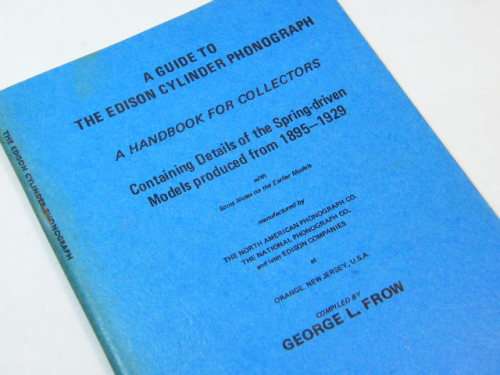 A GUIDE TO
THE EDISON CYLINDER PHONOGRAPH
A HANDBOOK FOR COLLECTORS
Containing Details of the Spring-driven
Models produced from 1895-1929
with
Some Notes on the Earlier Models
manufactured by
THE NORTH AMERICAN PHONOGRAPH CO.
THE NATIONAL PHONOGRAPH CO.
and later EDISON COMPANIES
at
ORANGE, NEW JERSEY, U.S.A.
COMPILED BY
GEORGE L. FROW
THE EDISON CYLINDER PHONOGRAPH